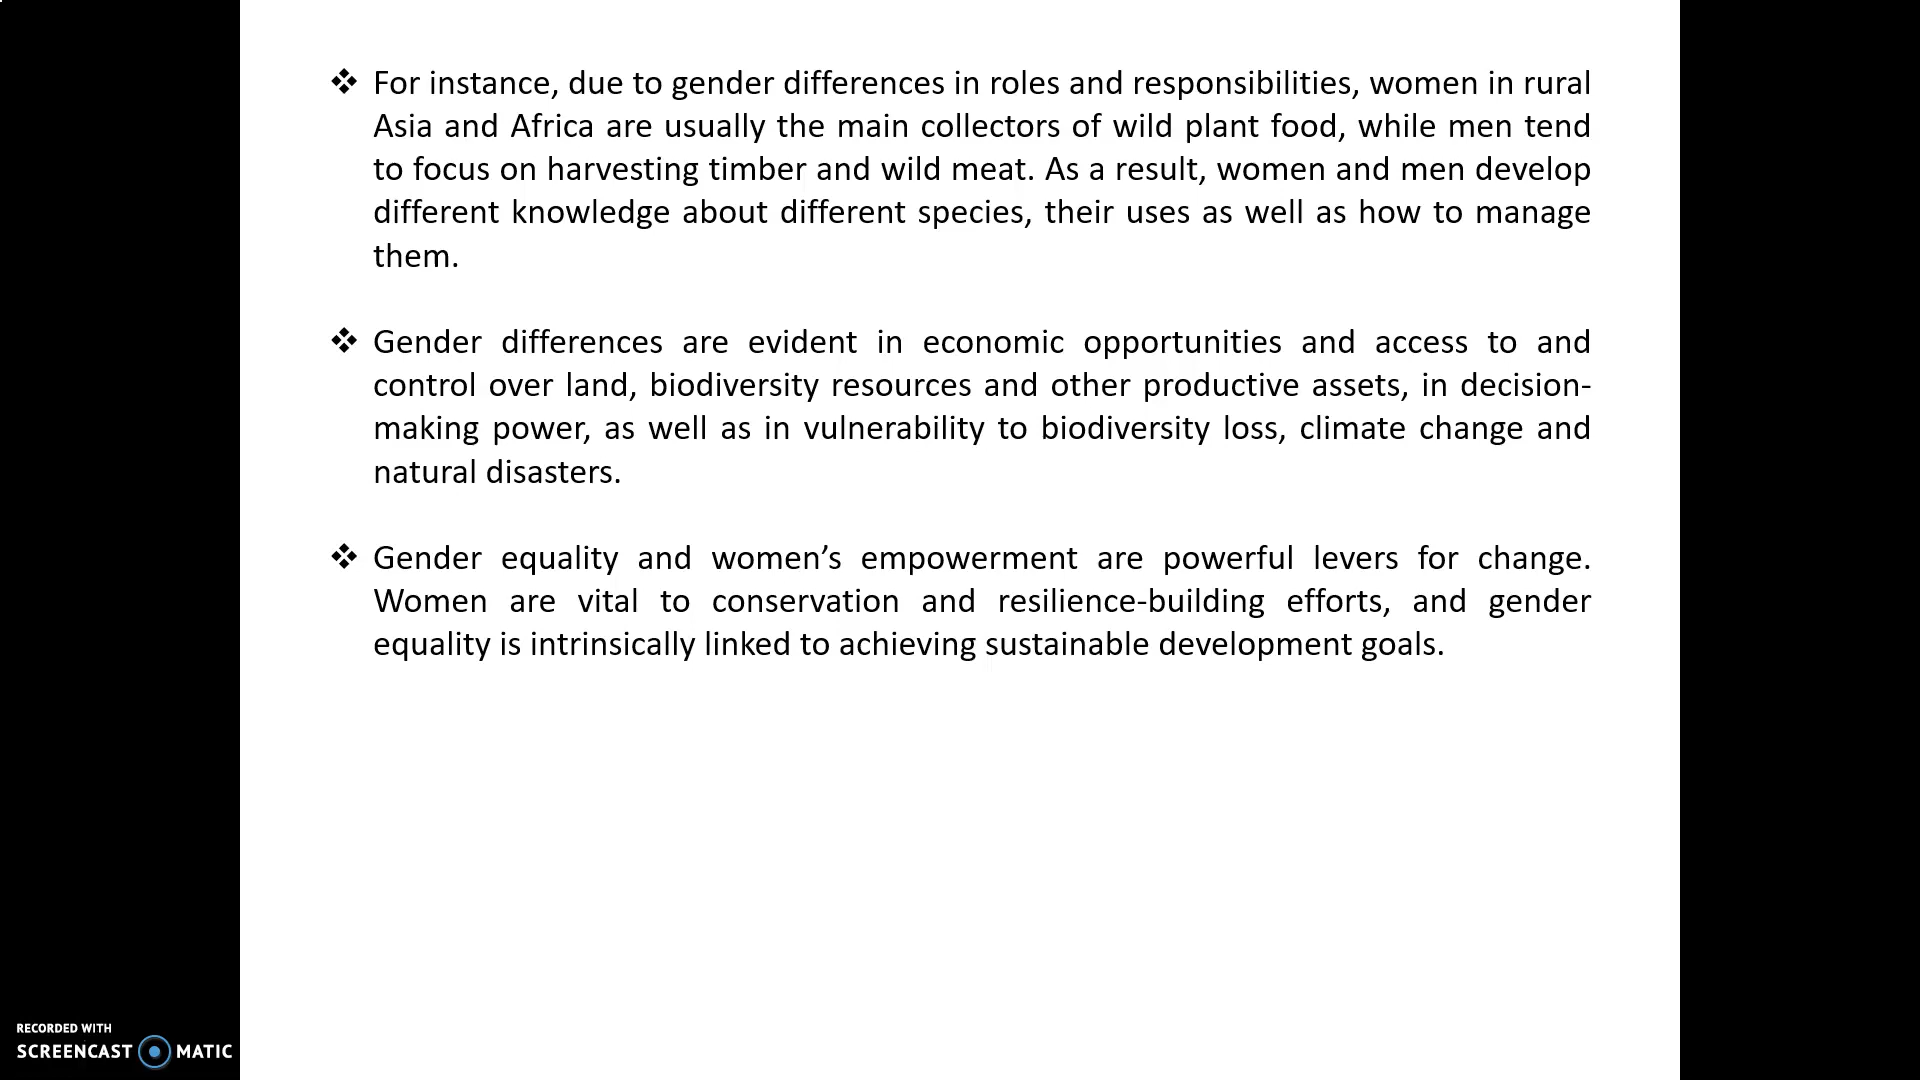 ❖ For instance, due to gender differences in roles and responsibilities, women in rural
Asia and Africa are usually the main collectors of wild plant food, while men tend
to focus on harvesting timber and wild meat. As a result, women and men develop
different knowledge about different species, their uses as well as how to manage
them.
❖ Gender differences are evident in economic opportunities and access to and
control over land, biodiversity resources and other productive assets, in decision-
making power, as well as in vulnerability to biodiversity loss, climate change and
natural disasters.
❖ Gender equality and women’s empowerment are powerful levers for change.
Women are vital to conservation and resilience-building efforts, and gender
equality is intrinsically linked to achieving sustainable development goals.
RECORDED WITH
SCREENCAST MATIC